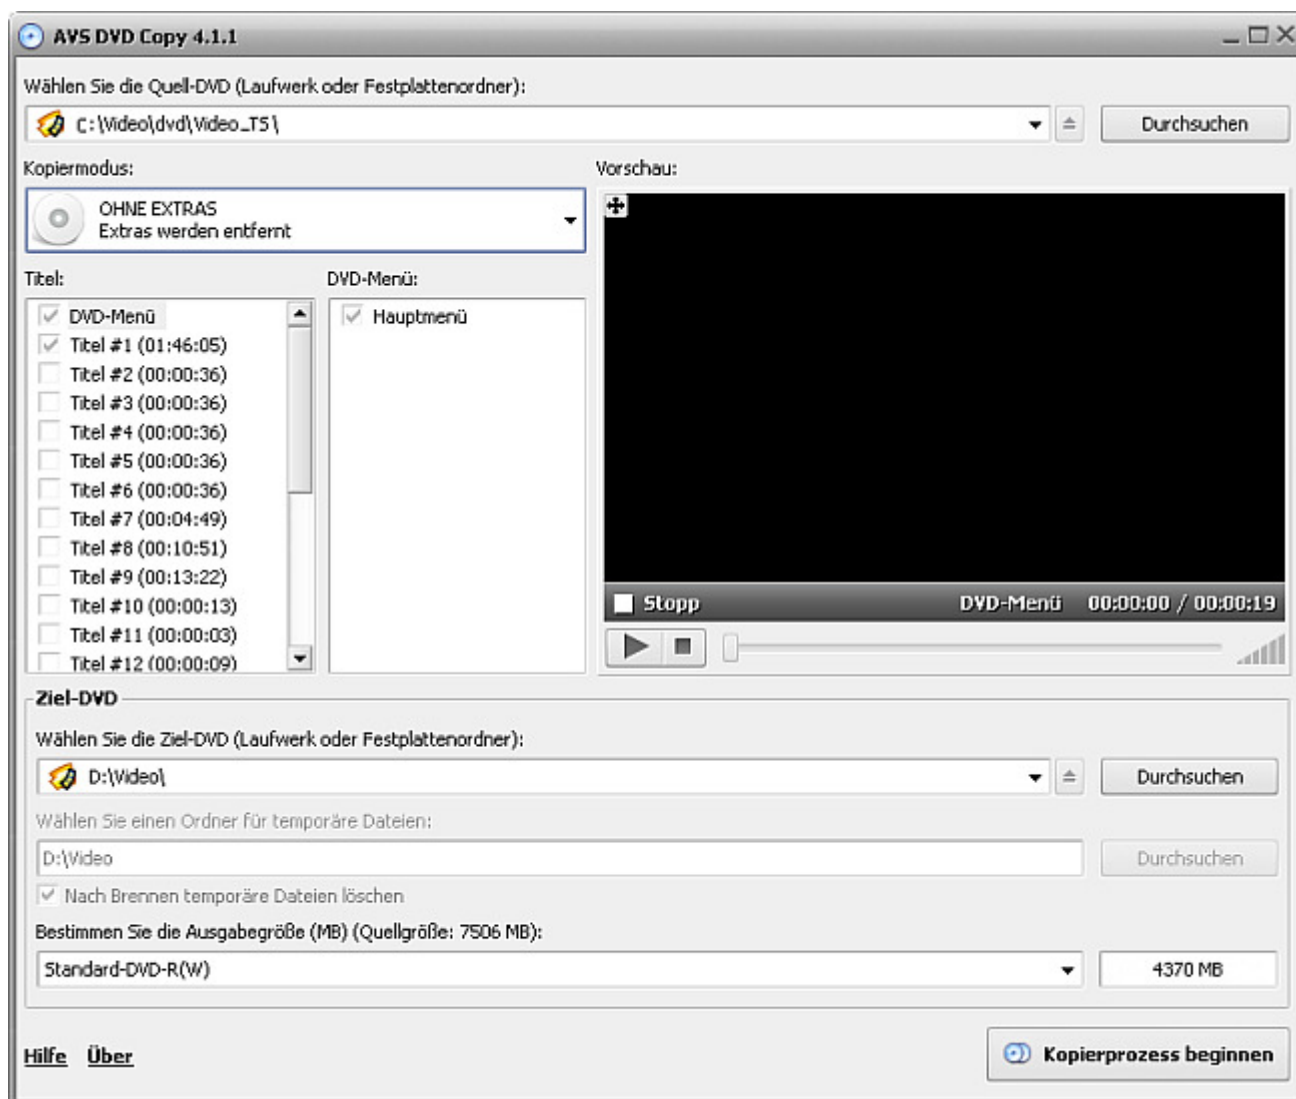 AVS DVD Copy 4.1.1
Wählen Sie die Quell-DVD (Laufwerk oder Festplattenordner):
C:\Video\dvd\Video_TS\
Durchsuchen
Kopiermodus:
OHNE EXTRAS
Extras werden entfernt
Titel:
DVD-Menü
Titel #1 (01:46:05)
Titel #2 (00:00:36)
Titel #3 (00:00:36)
Titel #4 (00:00:36)
Titel #5 (00:00:36)
Titel #6 (00:00:36)
Titel #7 (00:04:49)
Titel #8 (00:10:51)
Titel #9 (00:13:22)
Titel #10 (00:00:13)
Titel #11 (00:00:03)
Titel #12 (00:00:09)
DVD-Menü:
Hauptmenü
Vorschau:
Stopp
DVD-Menü 00:00:00 / 00:00:19
Ziel-DVD
Wählen Sie die Ziel-DVD (Laufwerk oder Festplattenordner):
D:\Video\
Durchsuchen
Wählen Sie einen Ordner für temporäre Dateien:
D:\Video
Durchsuchen
Nach Brennen temporäre Dateien löschen
Bestimmen Sie die Ausgabegröße (MB) (Quellgröße: 7506 MB):
Standard-DVD-R(W)
4370 MB
Hilfe Über
Kopierprozess beginnen